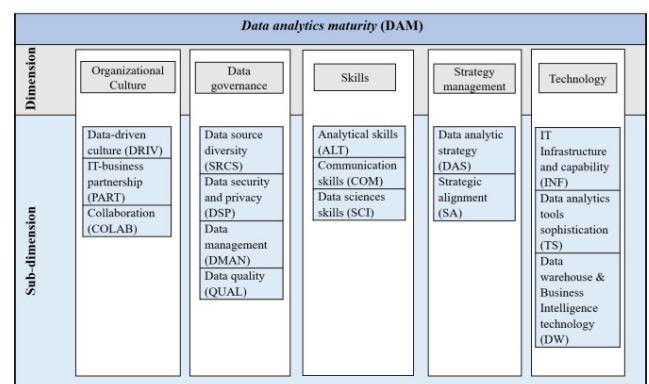 Data analytics maturity (DAM)
Dimension
Organizational
Culture
Data
governance
Skills
Strategy
management
Technology
Sub-dimension
Data-driven
culture (DRIV)
IT-business
partnership
(PART)
Collaboration
(COLAB)
Data source
diversity
(SRCS)
Data security
and privacy
(DSP)
Data
management
(DMAN)
Data quality
(QUAL)
Analytical skills
(ALT)
Communication
skills (COM)
Data sciences
skills (SCI)
Data analytic
strategy
(DAS)
Strategic
alignment
(SA)
IT
Infrastructure
and capability
(INF)
Data analytics
tools
sophistication
(TS)
Data
warehouse &
Business
Intelligence
technology
(DW)